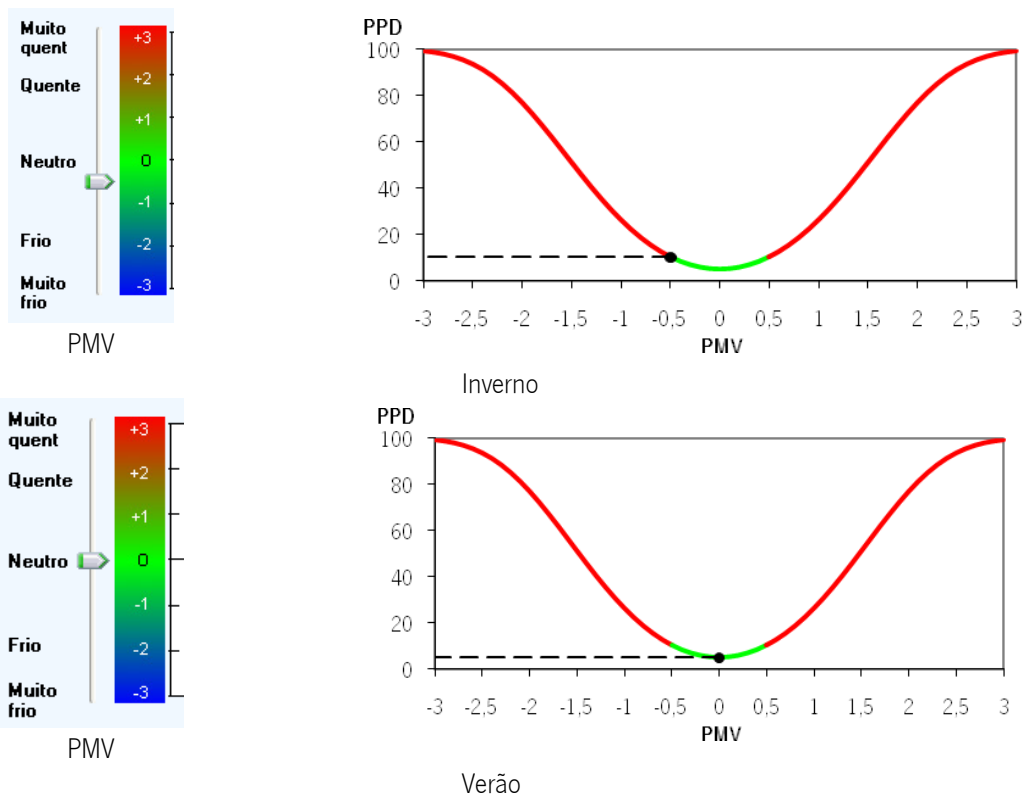 Muito
quent
Quente
Neutro
Frio
Muito
frio
+3
+2
+1
0
-1
-2
-3
PMV
PPD
100
80
60
40
20
0
-3 -2,5 -2 -1,5 -1 -0,5 0 0,5 1 1,5 2 2,5 3
PMV
Inverno
Muito
quent
Quente
Neutro
Frio
Muito
frio
+3
+2
+1
0
-1
-2
-3
PMV
PPD
100
80
60
40
20
0
-3 -2,5 -2 -1,5 -1 -0,5 0 0,5 1 1,5 2 2,5 3
PMV
Verão